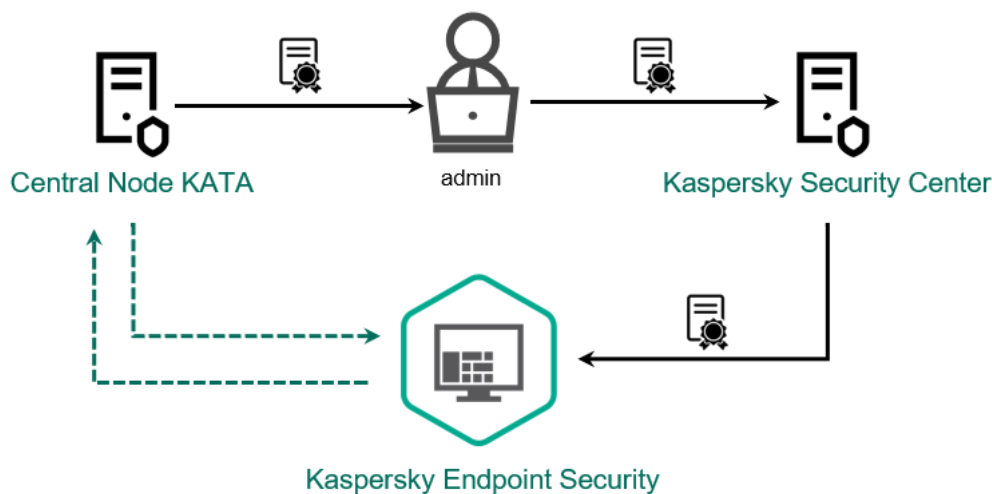 Central Node KATA
admin
Kaspersky Security Center
Kaspersky Endpoint Security